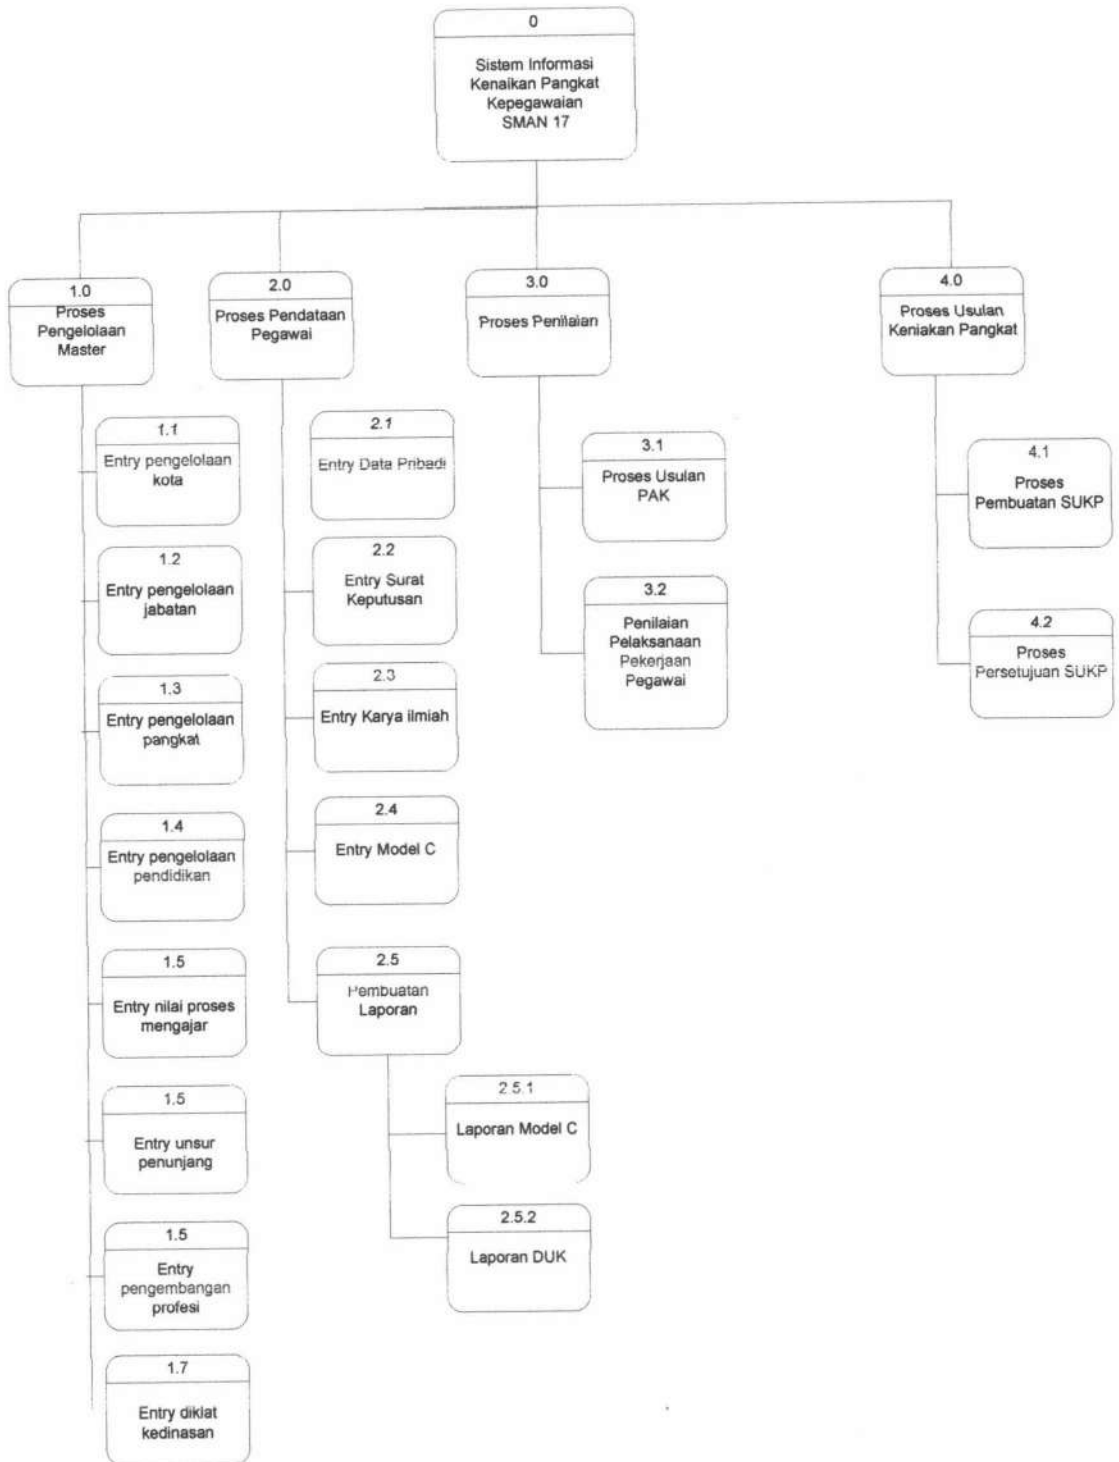 0
Sistem Informasi
Kenaikan Pangkat
Kepegawaian
SMAN 17
1.0
Proses
Pengelolaan
Master
2.0
Proses Pendataan
Pegawai
3.0
Proses Penilaian
4.0
Proses Usulan
Keniakan Pangkat
1.1
Entry pengelolaan
kota
1.2
Entry pengelolaan
jabatan
1.3
Entry pengelolaan
pangkat
1.4
Entry pengelolaan
pendidikan
1.5
Entry nilai proses
mengajar
1.5
Entry unsur
penunjang
1.5
Entry
pengembangan
profesi
1.7
Entry diklat
kedinasan
2.1
Entry Data Pribadi
2.2
Entry Surat
Keputusan
2.3
Entry Karya ilmiah
2.4
Entry Model C
2.5
Pembuatan
Laporan
2.5.1
Laporan Model C
2.5.2
Laporan DUK
3.1
Proses Usulan
PAK
3.2
Penilaian
Pelaksanaan
Pekerjaan
Pegawai
4.1
Proses
Pembuatan SUKP
4.2
Proses
Persetujuan SUKP